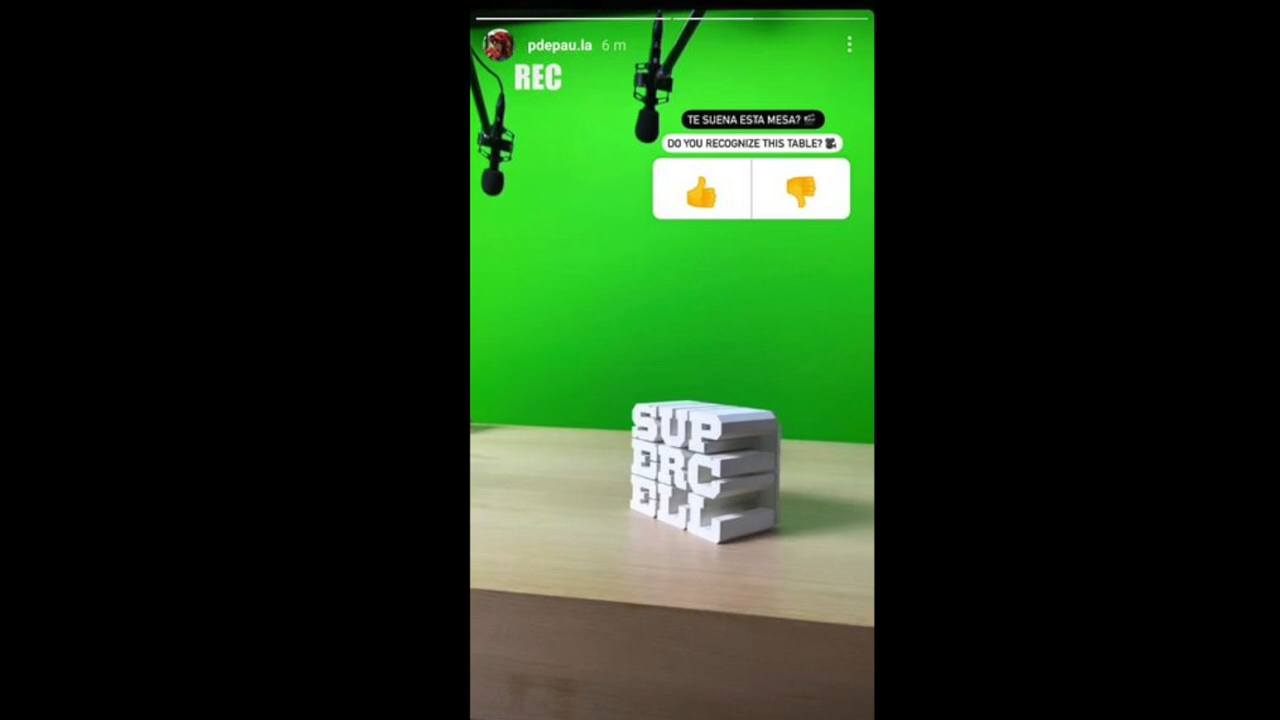 pdepau.la 6 m
REC
TE SUENA ESTA MESA?
DO YOU RECOGNIZE THIS TABLE?
SUP
ERC
ELL